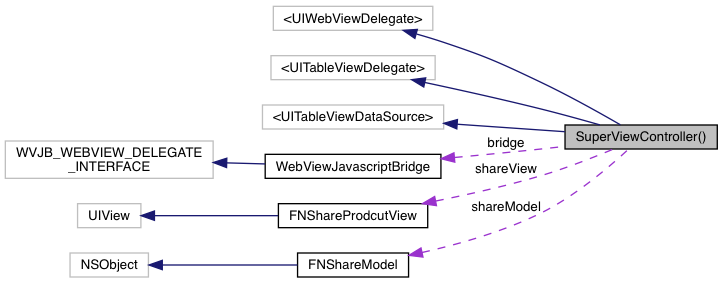 <UIWebViewDelegate>
<UITableViewDelegate>
<UITableViewDataSource>
SuperViewController()
bridge
WVJB_WEBVIEW_DELEGATE
_INTERFACE
WebViewJavascriptBridge
shareView
UIView
FNShareProdcutView
shareModel
NSObject
FNShareModel